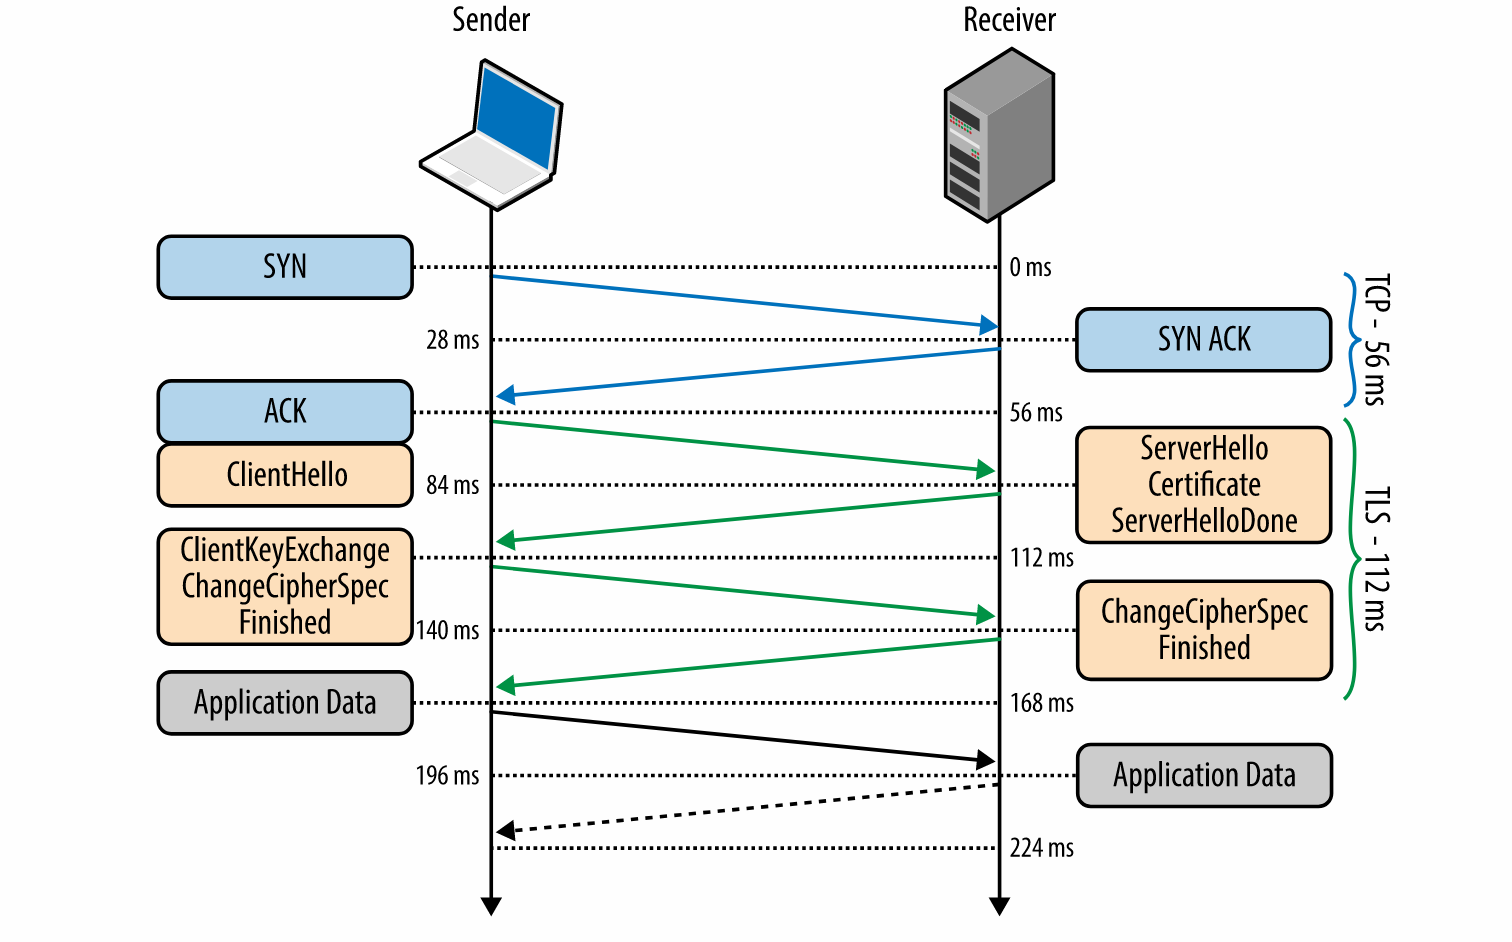 Sender
Receiver
SYN
0 ms
28 ms
SYN ACK
TCP - 56 ms
ACK
56 ms
ClientHello
84 ms
ServerHello
Certificate
ServerHelloDone
TLS - 112 ms
ClientKeyExchange
ChangeCipherSpec
Finished
112 ms
140 ms
ChangeCipherSpec
Finished
Application Data
168 ms
196 ms
Application Data
224 ms